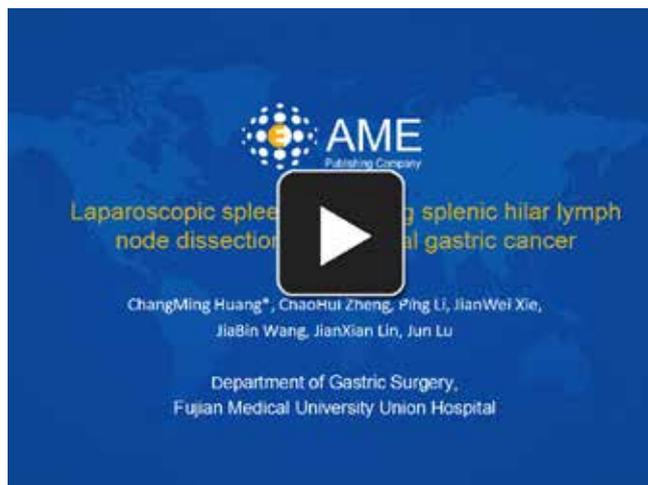 AME
Publishing Company
Laparoscopic splee g splenic hilar lymph
node dissection al gastric cancer
ChangMing Huang*, ChaoHui Zheng, Ping Li, JianWei Xie,
JiaBin Wang, JianXian Lin, Jun Lu
Department of Gastric Surgery,
Fujian Medical University Union Hospital